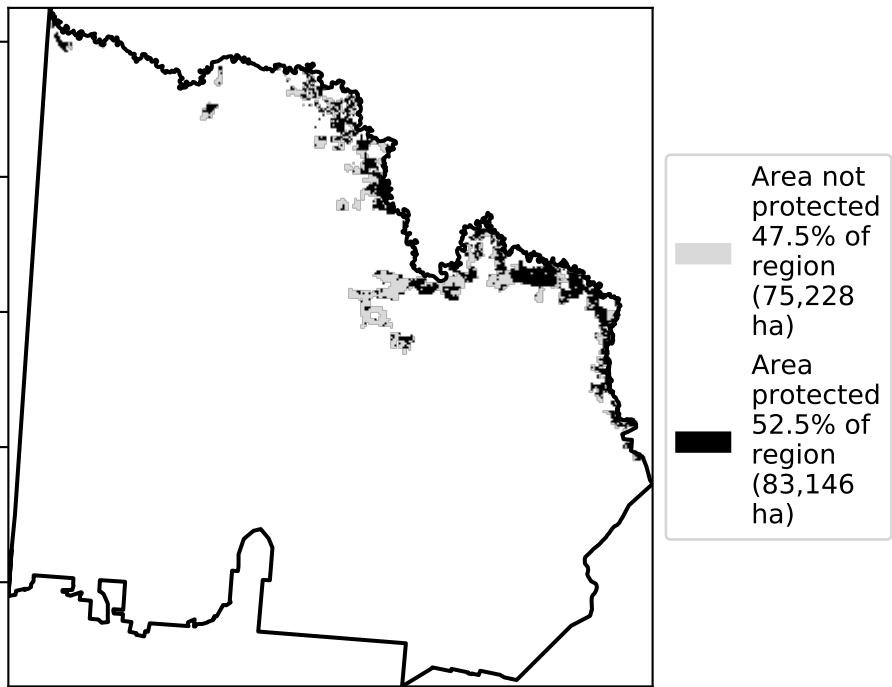 Area not
protected
47.5% of
region
(75,228
ha)
Area
protected
52.5% of
region
(83,146
ha)